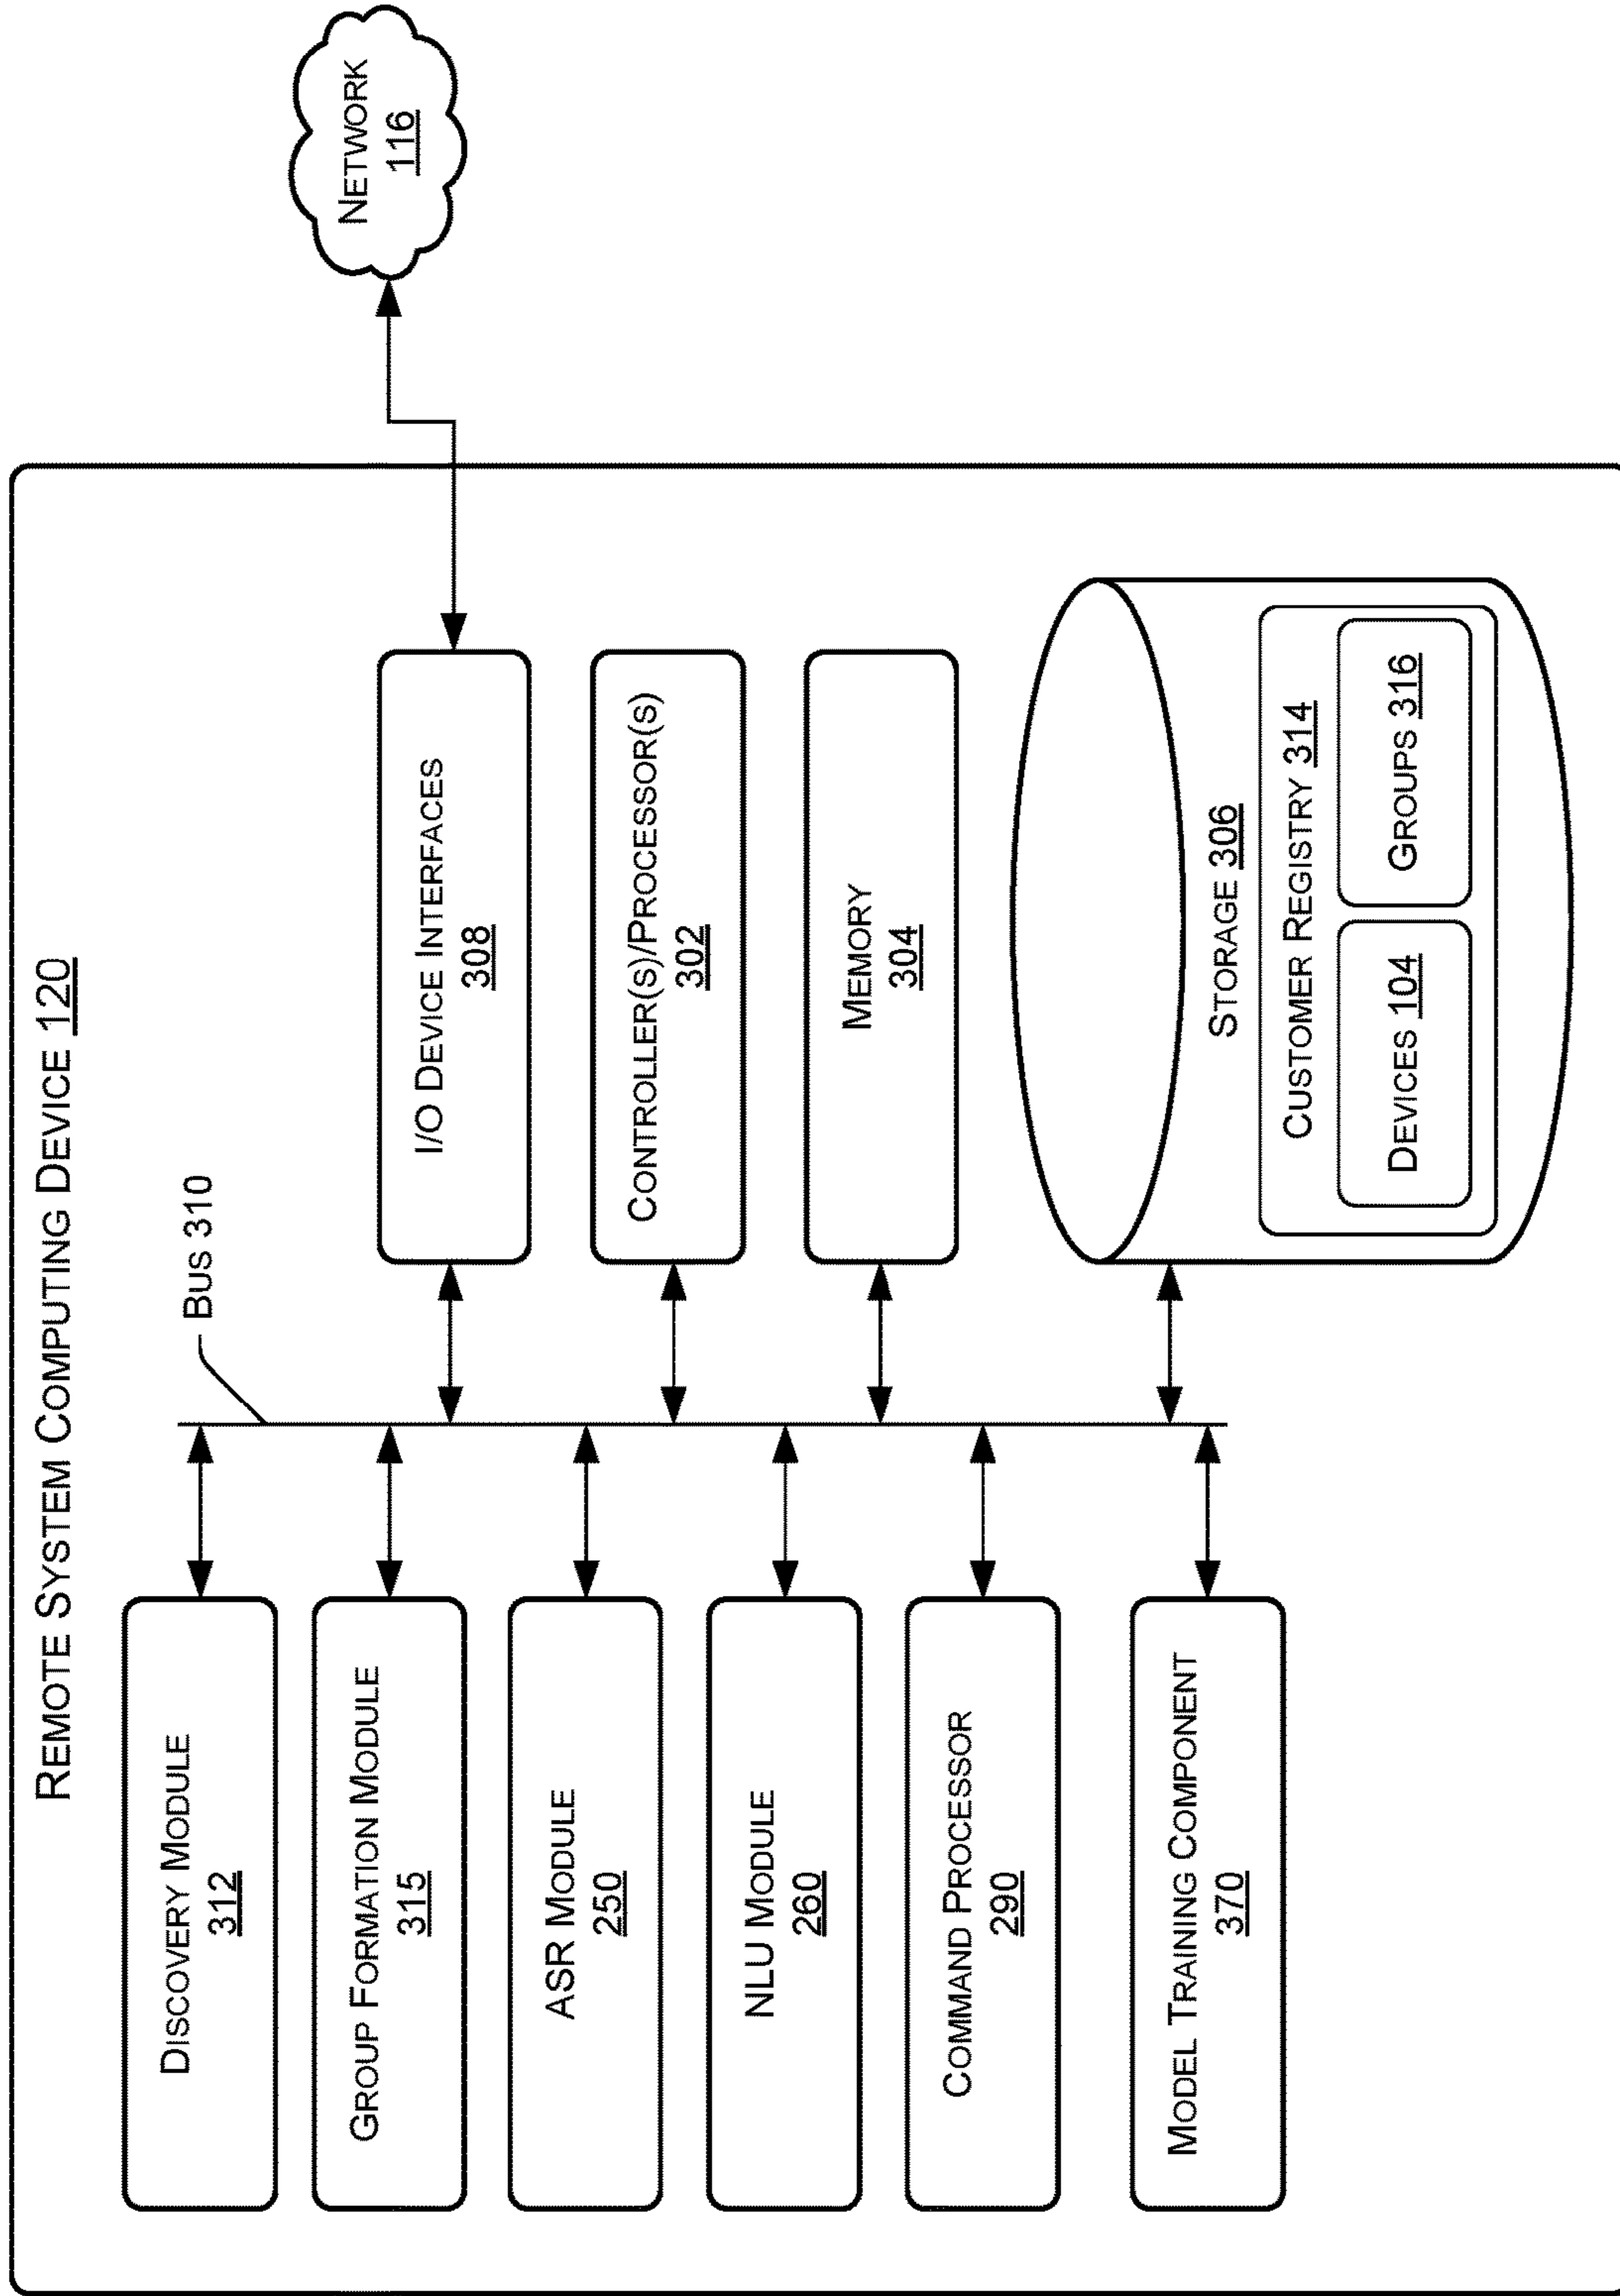 REMOTE SYSTEM COMPUTING DEVICE 120
BUS 310
DISCOVERY MODULE
312
GROUP FORMATION MODULE
315
ASR MODULE
250
NLU MODULE
260
COMMAND PROCESSOR
290
MODEL TRAINING COMPONENT
370
I/O DEVICE INTERFACES
308
CONTROLLER(S)/PROCESSOR(S)
302
MEMORY
304
STORAGE 306
CUSTOMER REGISTRY 314
DEVICES 104
GROUPS 316
NETWORK
116